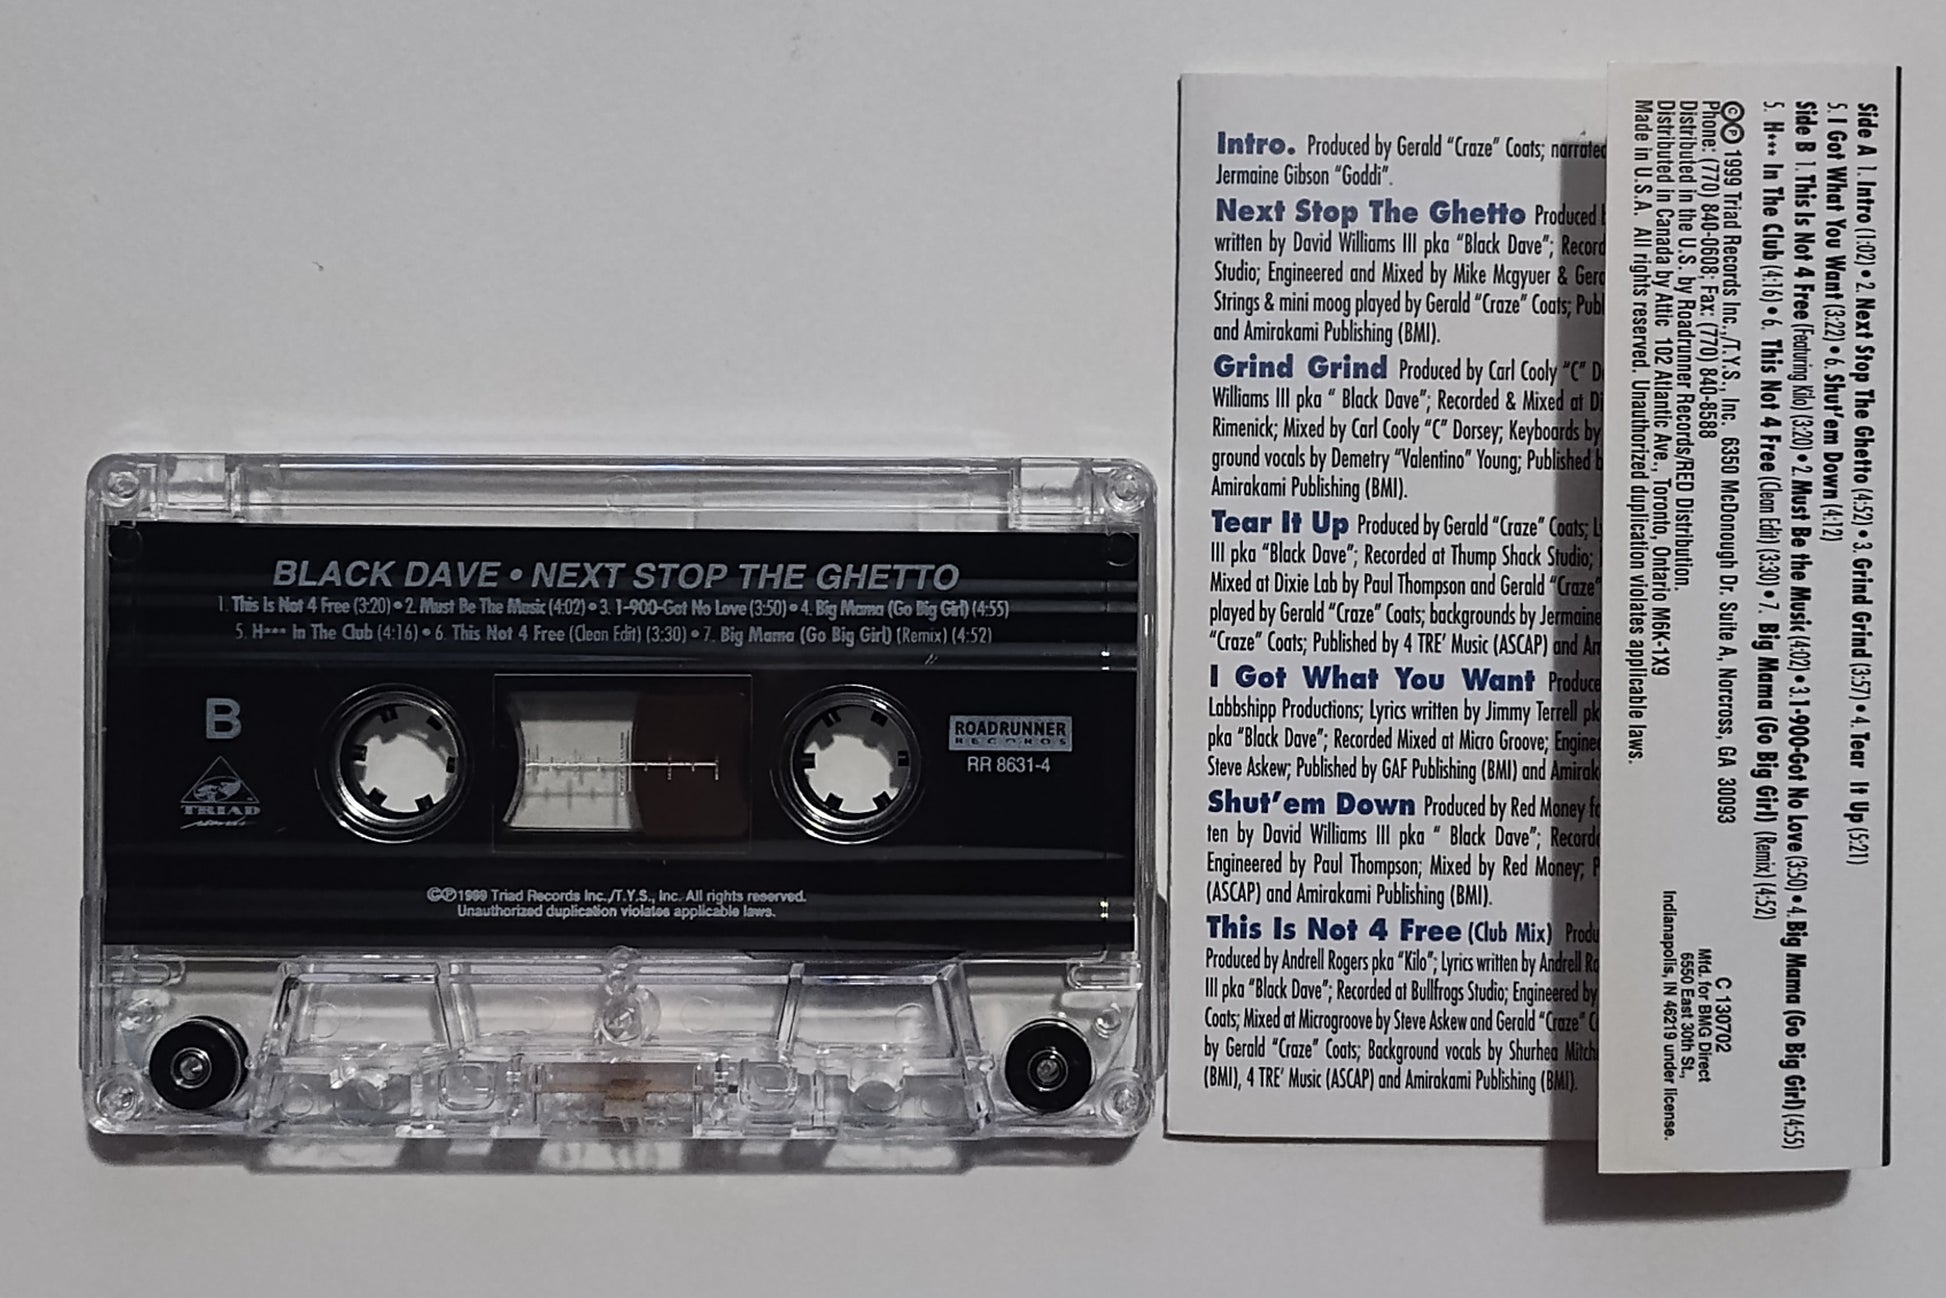 BLACK DAVE • NEXT STOP THE GHETTO
1. This Is Not 4 Free (3:20) • 2. Must Be The Music (4:02) • 3. 1-900-Got No Love (3:50) • 4. Big Mama (Go Big Girl) (4:55)
5. H*** In The Club (4:16) • 6. This Not 4 Free (Clean Edit) (3:30) • 7. Big Mama (Go Big Girl) (Remix) (4:52)
B
TRIAD
records
ROADRUNNER
RECORDS
RR 8631-4
©℗1999 Triad Records Inc./T.Y.S., Inc. All rights reserved.
Unauthorized duplication violates applicable laws.
Intro. Produced by Gerald "Craze" Coats; narrated
Jermaine Gibson "Goddi".
Next Stop The Ghetto Produced
written by David Williams III pka "Black Dave"; Record
Studio; Engineered and Mixed by Mike Mcgyuer & Gera
Strings & mini moog played by Gerald "Craze" Coats; Publ
and Amirakami Publishing (BMI).
Grind Grind Produced by Carl Cooly "C" D
Williams III pka " Black Dave"; Recorded & Mixed at Di
Rimenick; Mixed by Carl Cooly "C" Dorsey; Keyboards by
ground vocals by Demetry "Valentino" Young; Published b
Amirakami Publishing (BMI).
Tear It Up Produced by Gerald "Craze" Coats; L
III pka "Black Dave"; Recorded at Thump Shack Studio;
Mixed at Dixie Lab by Paul Thompson and Gerald "Craze"
played by Gerald "Craze" Coats; backgrounds by Jermaine
"Craze" Coats; Published by 4 TRE' Music (ASCAP) and Am
I Got What You Want Produce
Labbshipp Productions; Lyrics written by Jimmy Terrell pk
pka "Black Dave"; Recorded Mixed at Micro Groove; Enginee
Steve Askew; Published by GAF Publishing (BMI) and Amirak
Shut'em Down Produced by Red Money fo
ten by David Williams III pka " Black Dave"; Recorde
Engineered by Paul Thompson; Mixed by Red Money; P
(ASCAP) and Amirakami Publishing (BMI).
This Is Not 4 Free (Club Mix) Produ
Produced by Andrell Rogers pka "Kilo"; Lyrics written by Andrell Ro
III pka "Black Dave"; Recorded at Bullfrogs Studio; Engineered by
Coats; Mixed at Microgroove by Steve Askew and Gerald "Craze" C
by Gerald "Craze" Coats; Background vocals by Shurhea Mitch
(BMI), 4 TRE' Music (ASCAP) and Amirakami Publishing (BMI).
Side A 1. Intro (1:02) • 2. Next Stop The Ghetto (4:52) • 3. Grind Grind (3:57) • 4. Tear It Up (5:21)
5. I Got What You Want (3:22) • 6. Shut'em Down (4:12)
Side B 1. This Is Not 4 Free (Featuring Kilo) (3:20) • 2. Must Be the Music (4:02) • 3. 1-900-Got No Love (3:50) • 4. Big Mama (Go Big Girl) (4:55)
5. H*** In The Club (4:16) • 6. This Not 4 Free (Clean Edit) (3:30) • 7. Big Mama (Go Big Girl) (Remix) (4:52)
©℗ 1999 Triad Records Inc.,/T.Y.S., Inc. 6350 McDonough Dr. Suite A, Norcross, GA 30093
Phone: (770) 840-0608; Fax: (770) 840-8588
Distributed in the U.S. by Roadrunner Records/RED Distribution.
Distributed in Canada by Attic 102 Atlantic Ave., Toronto, Ontario M6K-1X9
Made in U.S.A. All rights reserved. Unauthorized duplication violates applicable laws.
C 130702
Mfd. for BMG Direct
6550 East 30th St.,
Indianapolis, IN 46219 under license.